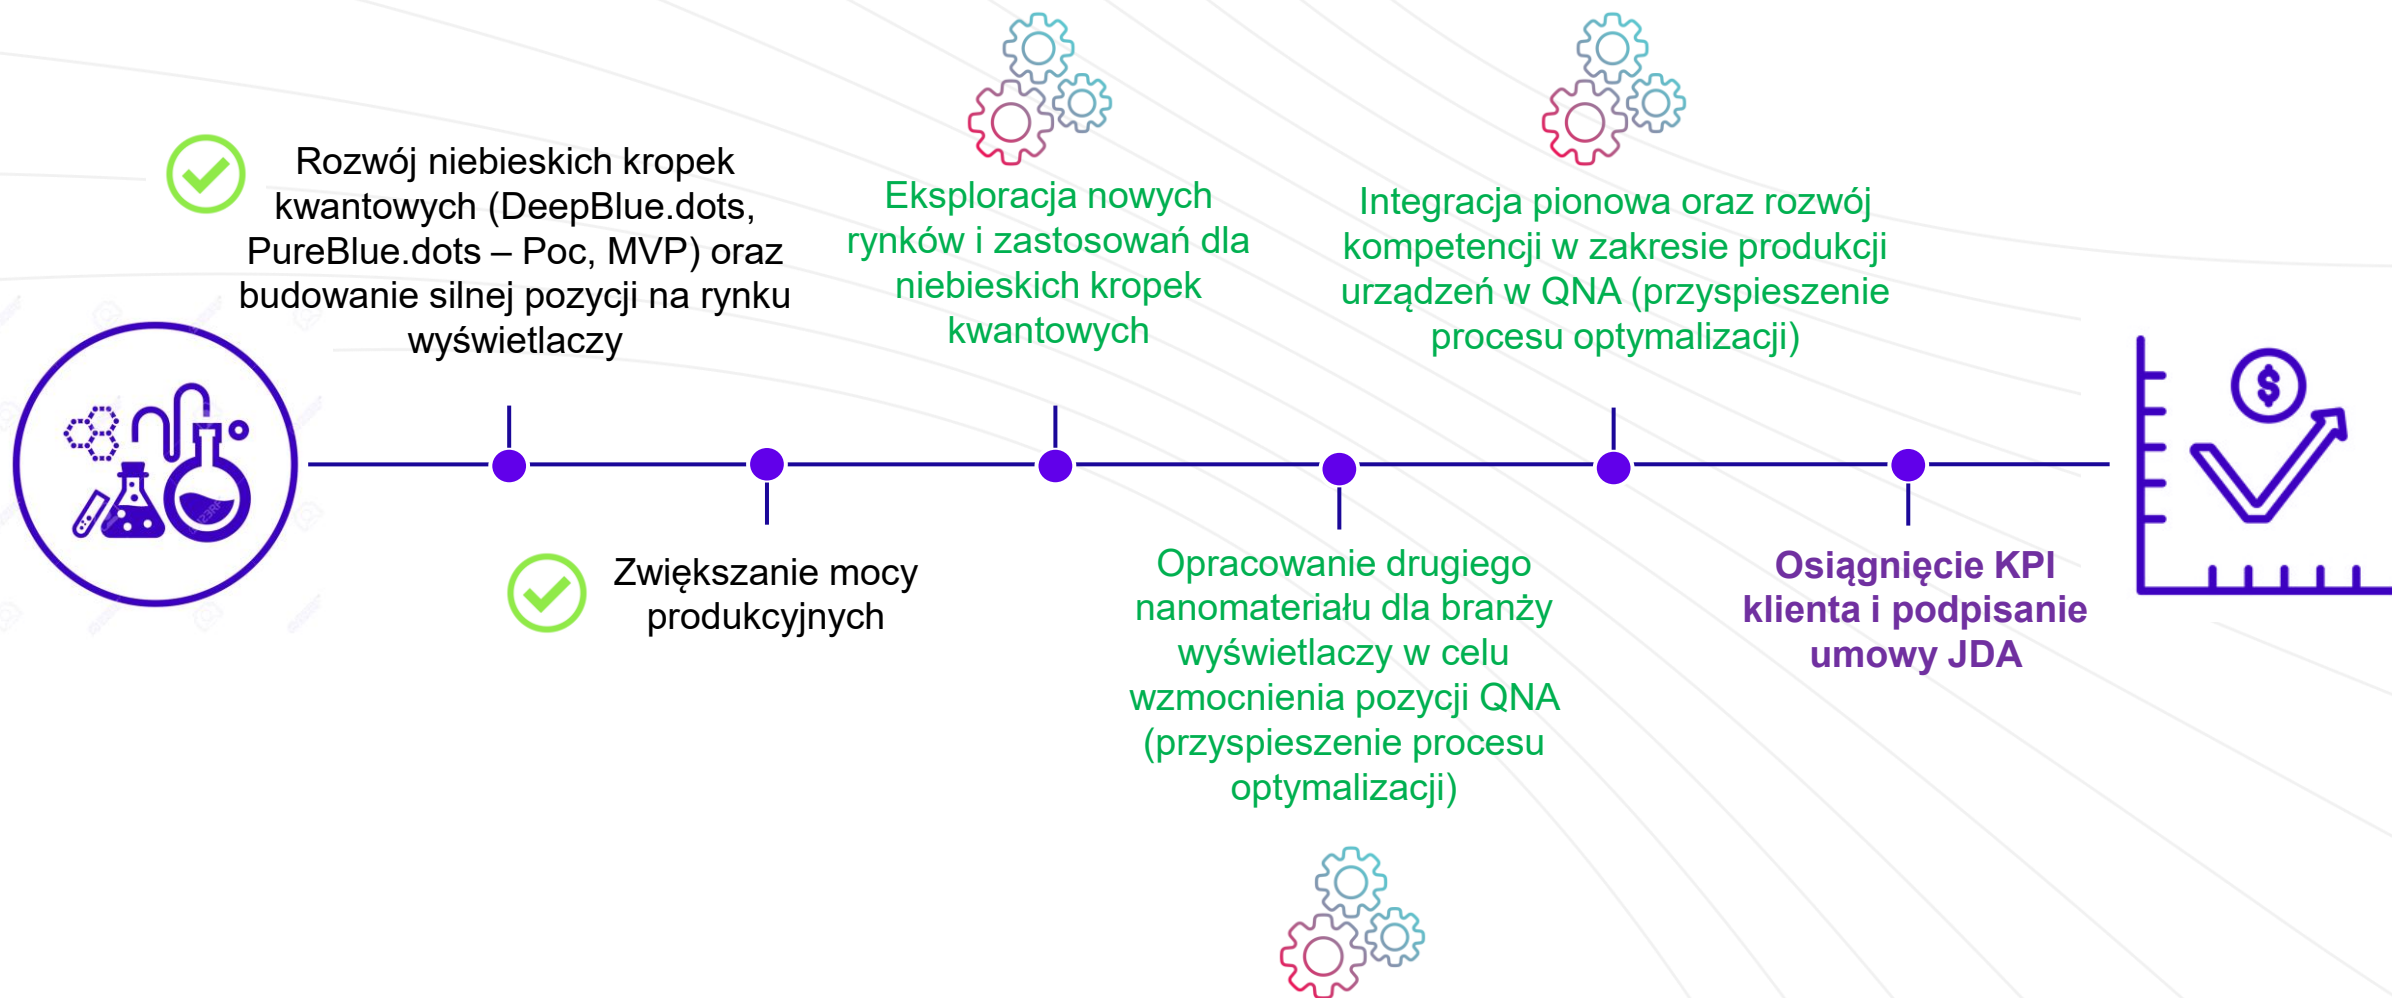 Rozwój niebieskich kropek
kwantowych (DeepBlue.dots,
PureBlue.dots – Poc, MVP) oraz
budowanie silnej pozycji na rynku
wyświetlaczy
Zwiększanie mocy
produkcyjnych
Eksploracja nowych
rynków i zastosowań dla
niebieskich kropek
kwantowych
Opracowanie drugiego
nanomateriału dla branży
wyświetlaczy w celu
wzmocnienia pozycji QNA
(przyspieszenie procesu
optymalizacji)
Integracja pionowa oraz rozwój
kompetencji w zakresie produkcji
urządzeń w QNA (przyspieszenie
procesu optymalizacji)
Osiągnięcie KPI
klienta i podpisanie
umowy JDA
$